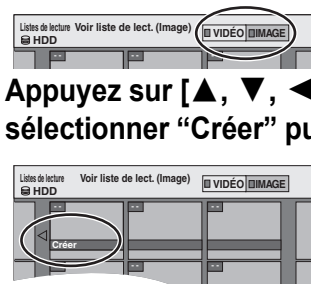 Listes de lecture Voir liste de lect. (Image)
HDD
VIDÉO IMAGE
-- --
Appuyez sur [▲, ▼, ◄
sélectionner “Créer” pu
Listes de lecture Voir liste de lect. (Image)
HDD
VIDÉO IMAGE
-- -- --
Créer
-- -- --